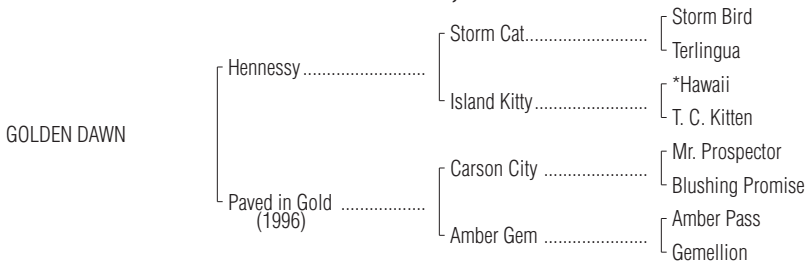 Storm Bird
Storm Cat..............................
Terlingua
Hennessy ..............................
*Hawaii
Island Kitty............................
T. C. Kitten
GOLDEN DAWN
Mr. Prospector
Carson City .........................
Blushing Promise
Paved in Gold ....................
(1996)
Amber Pass
Amber Gem .........................
Gemellion